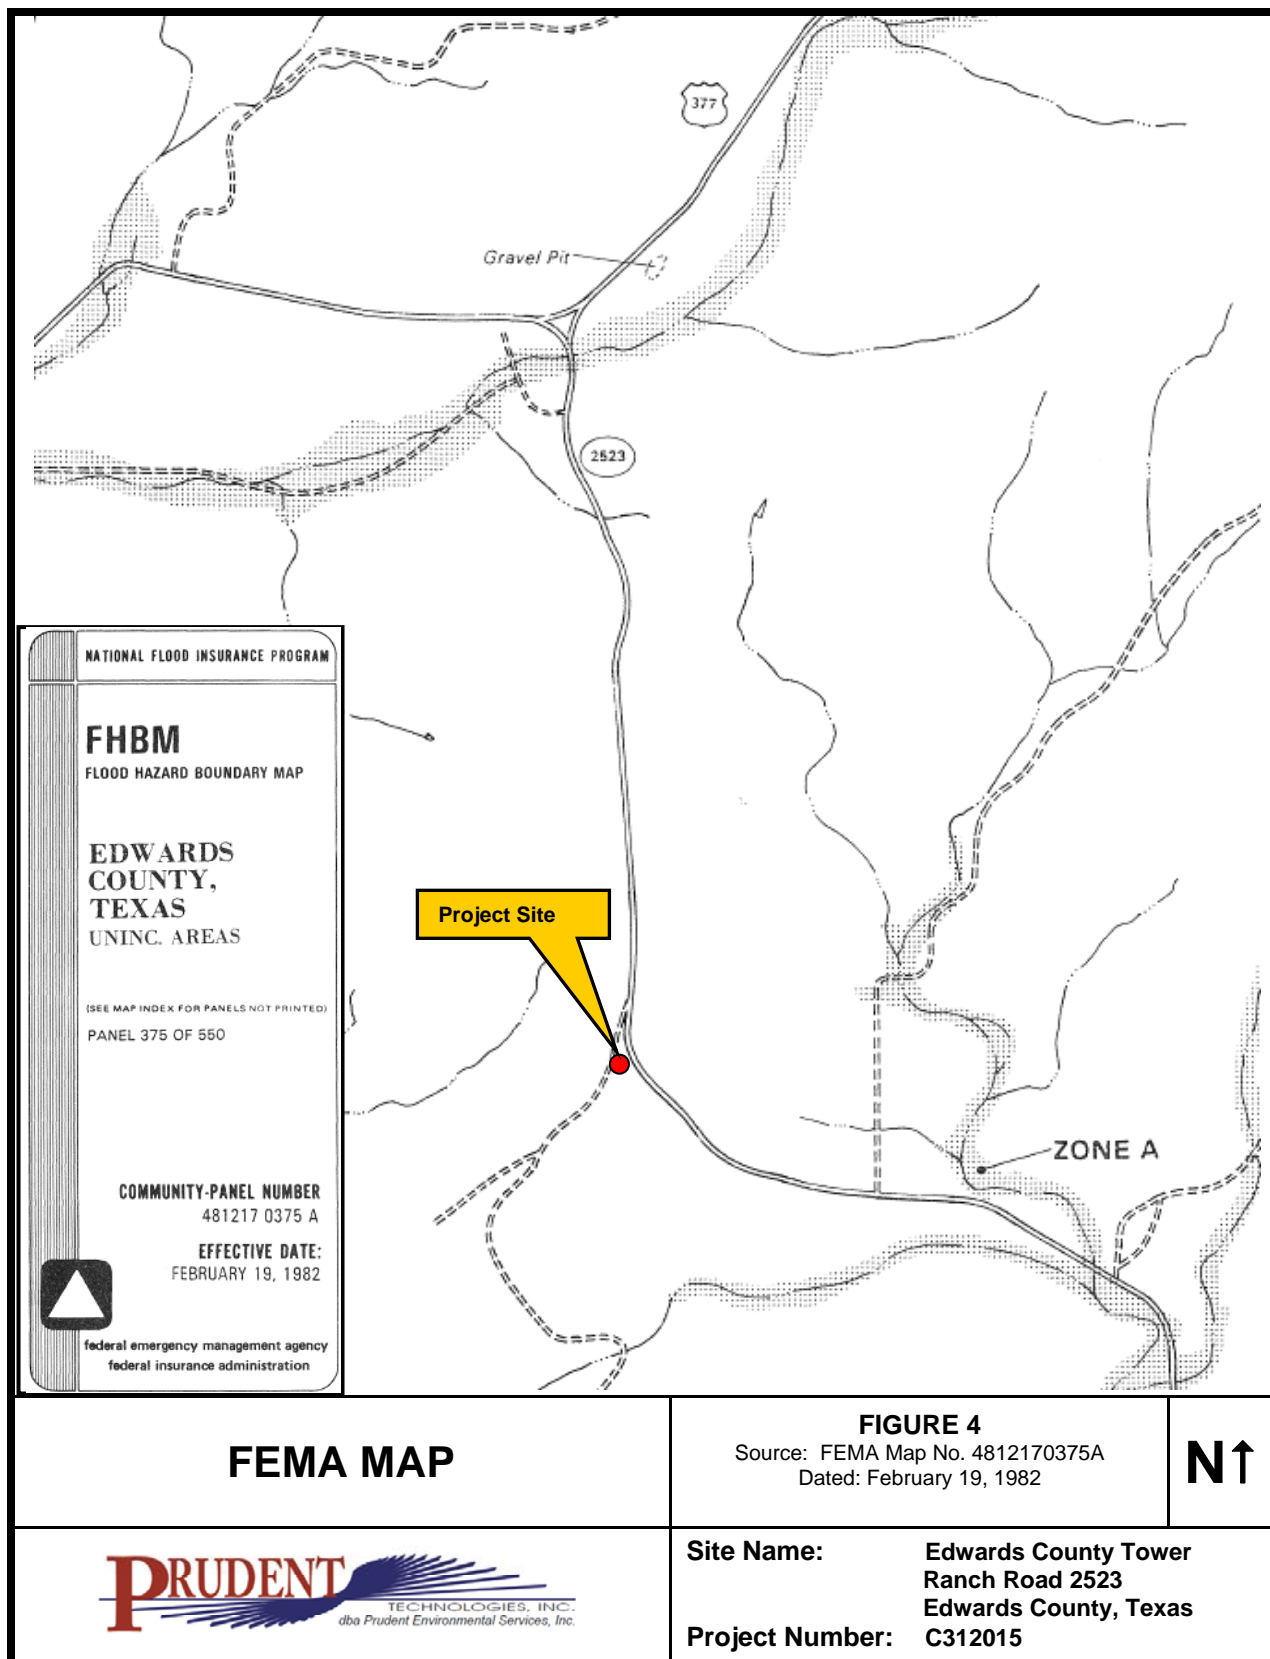 377
Gravel Pit
2523
NATIONAL FLOOD INSURANCE PROGRAM
FHBM
FLOOD HAZARD BOUNDARY MAP
EDWARDS
COUNTY,
TEXAS
UNINC. AREAS
(SEE MAP INDEX FOR PANELS NOT PRINTED)
PANEL 375 OF 550
COMMUNITY-PANEL NUMBER
481217 0375 A
EFFECTIVE DATE:
FEBRUARY 19, 1982
federal emergency management agency
federal insurance administration
Project Site
ZONE A
FEMA MAP
FIGURE 4
Source: FEMA Map No. 4812170375A
Dated: February 19, 1982
N↑
PRUDENT
TECHNOLOGIES, INC.
dba Prudent Environmental Services, Inc.
Site Name: Edwards County Tower
Ranch Road 2523
Edwards County, Texas
Project Number: C312015